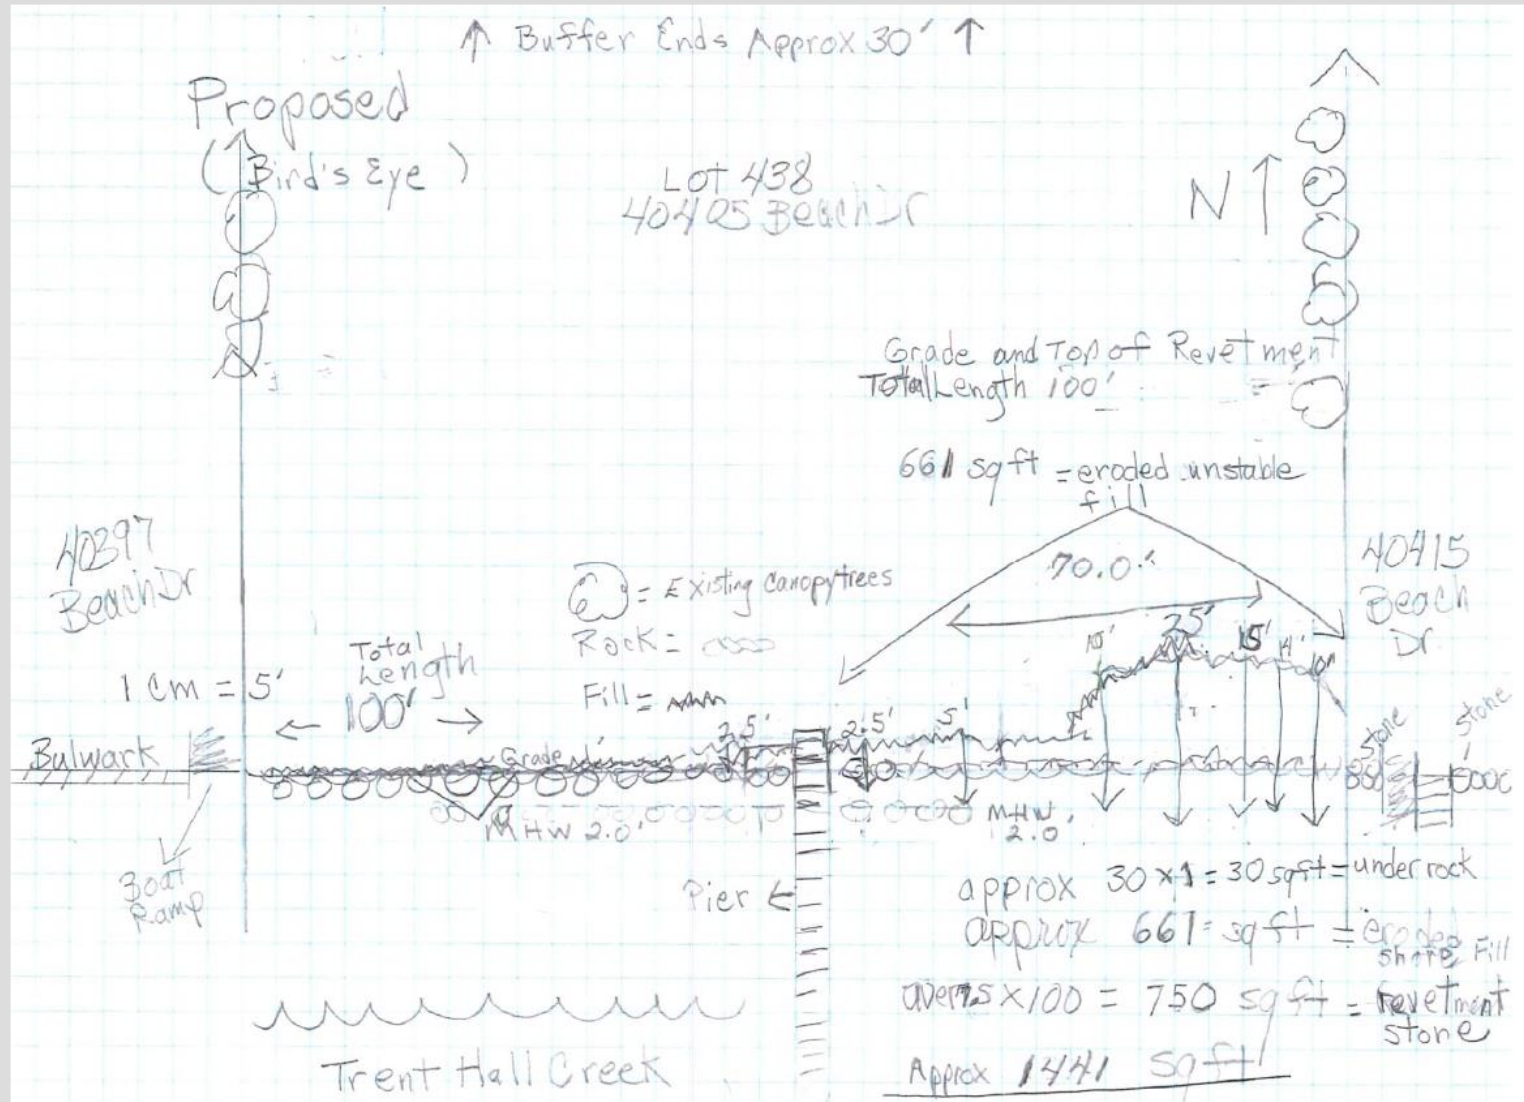 ↑ Buffer Ends Approx 30' ↑
Proposed
(Bird's Eye)
Lot 438
40405 Beach Dr
N ↑
Grade and Top of Revetment
Total Length 100'
661 sq ft = eroded unstable
fill
70.0'
40397
Beach Dr
40415
Beach
Dr
= Existing Canopy trees
Rock =
Fill =
1 cm = 5'
Total
Length
100'
10'
25'
15'
14'
10'
Bulwark
Grade
2.5'
2.5'
5'
stone
stone
MHW 2.0'
MHW
2.0'
Boat
Ramp
Pier ←
approx 30 x 1 = 30 sq ft = under rock
approx 661 = sq ft = eroded
shore Fill
aver 7.5 x 100 = 750 sq ft = revetment
stone
Approx 1441 sq ft
Trent Hall Creek